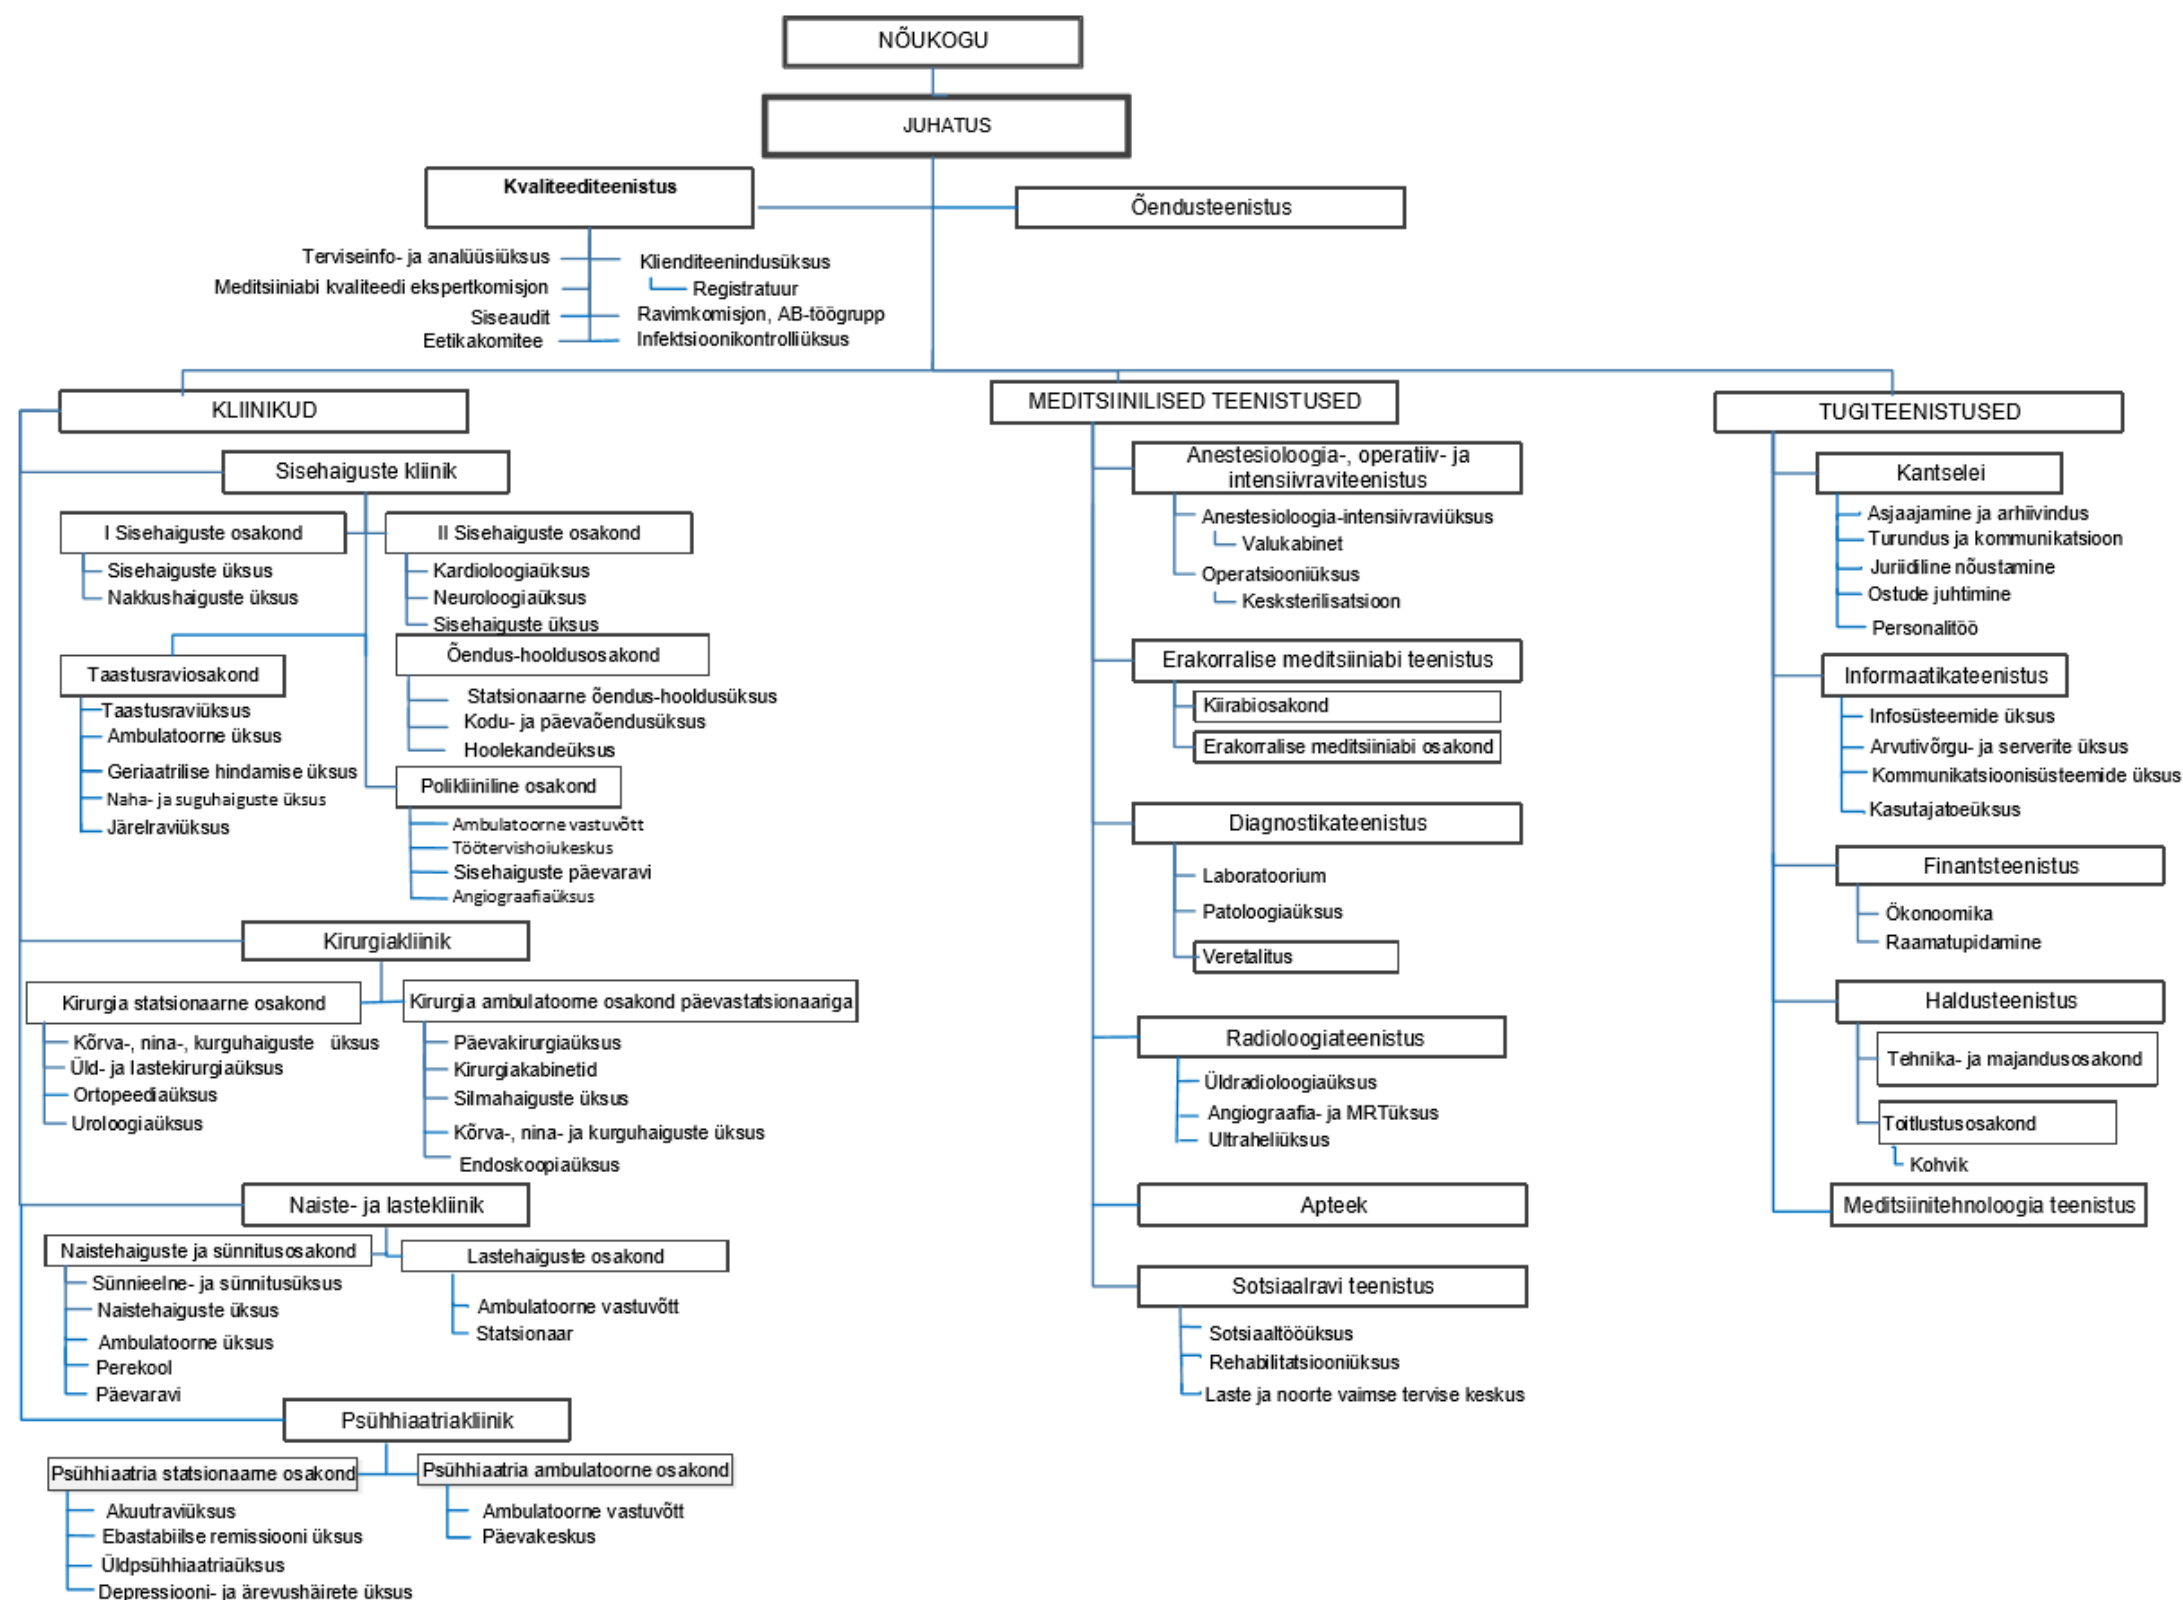 NÕUKOGU
JUHATUS
Kvaliteediteenistus
Õendusteenistus
Terviseinfo- ja analüüsiüksus
Meditsiiniabi kvaliteedi ekspertkomisjon
Siseaudit
Eetikakomitee
Klienditeenindusüksus
Registratuur
Ravimkomisjon, AB-töögrupp
Infektsioonikontrolliüksus
KLIINIKUD
Sisehaiguste kliinik
I Sisehaiguste osakond
Sisehaiguste üksus
Nakkushaiguste üksus
II Sisehaiguste osakond
Kardioloogiaüksus
Neuroloogiaüksus
Sisehaiguste üksus
Taastusraviosakond
Taastusraviüksus
Ambulatoorne üksus
Geriaatrilise hindamise üksus
Naha- ja suguhaiguste üksus
Järelraviüksus
Õendus-hooldusosakond
Statsionaarne õendus-hooldusüksus
Kodu- ja päevaõendusüksus
Hoolekandeüksus
Polikliiniline osakond
Ambulatoorne vastuvõtt
Töötervishoiukeskus
Sisehaiguste päevaravi
Angiograafiaüksus
Kirurgiakliinik
Kirurgia statsionaarne osakond
Kõrva-, nina-, kurguhaiguste üksus
Üld- ja lastekirurgiaüksus
Ortopeediaüksus
Uroloogiaüksus
Kirurgia ambulatoorne osakond päevastatsionaariga
Päevakirurgiaüksus
Kirurgiakabinetid
Silmahaiguste üksus
Kõrva-, nina- ja kurguhaiguste üksus
Endoskoopiaüksus
Naiste- ja lastekliinik
Naistehaiguste ja sünnitusosakond
Sünnieelne- ja sünnitusüksus
Naistehaiguste üksus
Ambulatoorne üksus
Perekool
Päevaravi
Lastehaiguste osakond
Ambulatoorne vastuvõtt
Statsionaar
Psühhiaatriakliinik
Psühhiaatria statsionaarne osakond
Akuutraviüksus
Ebastabiilse remissiooni üksus
Üldpsühhiaatriaüksus
Depressiooni- ja ärevushäirete üksus
Psühhiaatria ambulatoorne osakond
Ambulatoorne vastuvõtt
Päevakeskus
MEDITSIINILISED TEENISTUSED
Anestesioloogia-, operatiiv- ja
intensiivraviteenistus
Anestesioloogia-intensiivraviüksus
Valukabinet
Operatsiooniüksus
Kesksterilisatsioon
Erakorralise meditsiiniabi teenistus
Kiirabiosakond
Erakorralise meditsiiniabi osakond
Diagnostikateenistus
Laboratoorium
Patoloogiaüksus
Veretalitus
Radioloogiateenistus
Üldradioloogiaüksus
Angiograafia- ja MRTüksus
Ultraheliüksus
Apteek
Sotsiaalravi teenistus
Sotsiaaltööüksus
Rehabilitatsiooniüksus
Laste ja noorte vaimse tervise keskus
TUGITEENISTUSED
Kantselei
Asjaajamine ja arhiivindus
Turundus ja kommunikatsioon
Juriidiline nõustamine
Ostude juhtimine
Personalitöö
Informaatikateenistus
Infosüsteemide üksus
Arvutivõrgu- ja serverite üksus
Kommunikatsioonisüsteemide üksus
Kasutajatoeüksus
Finantsteenistus
Ökonoomika
Raamatupidamine
Haldusteenistus
Tehnika- ja majandusosakond
Toitlustusosakond
Kohvik
Meditsiinitehnoloogia teenistus